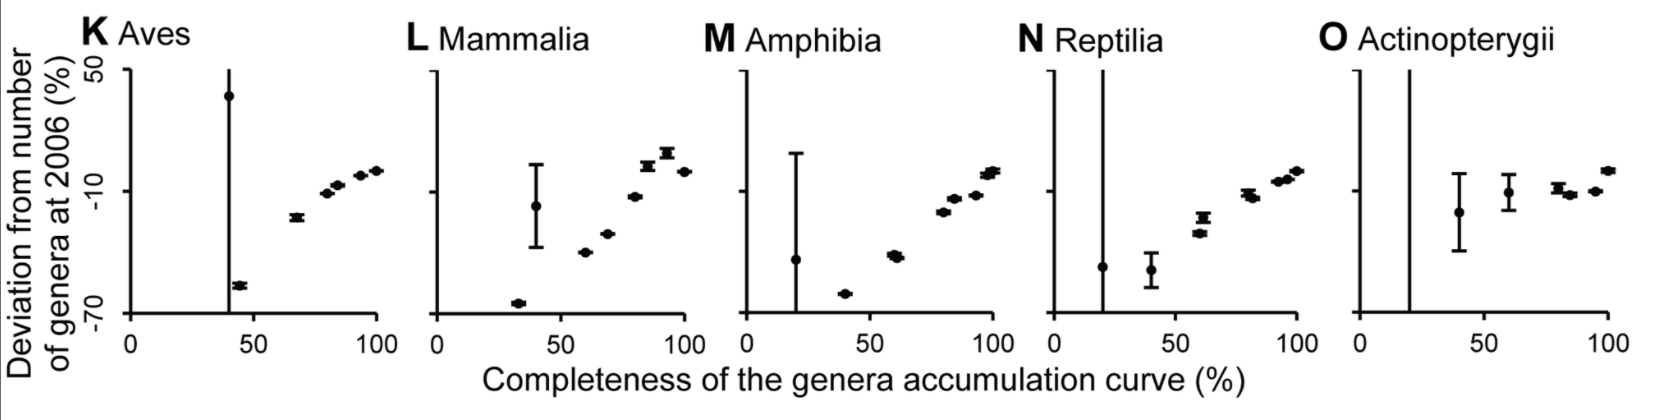 K Aves
L Mammalia
M Amphibia
N Reptilia
O Actinopterygii
Deviation from number
of genera at 2006 (%)
50
-10
-70
0 50 100
0 50 100
0 50 100
0 50 100
0 50 100
Completeness of the genera accumulation curve (%)